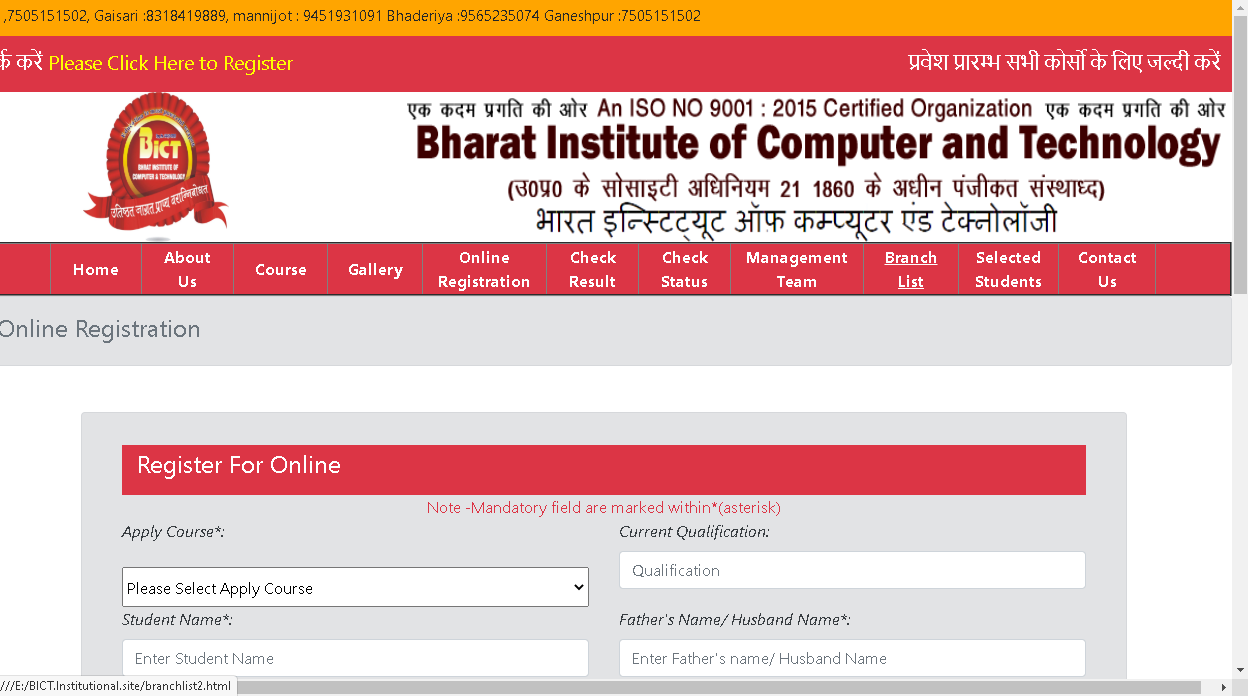 ,7505151502, Gaisari :8318419889, mannijot : 9451931091 Bhaderiya :9565235074 Ganeshpur :7505151502
करें Please Click Here to Register
प्रवेश प्रारम्भ सभी कोर्सो के लिए जल्दी करें
एक कदम प्रगति की ओर An ISO NO 9001 : 2015 Certified Organization एक कदम प्रगति की ओर
Bharat Institute of Computer and Technology
(उ0प्र0 के सोसाइटी अधिनियम 21 1860 के अधीन पंजीकत संस्थाध्द)
भारत इन्स्टिटट्यूट ऑफ़ कम्प्यूटर एंड टेक्नोलॉजी
BICT
BHARAT INSTITUTE OF
COMPUTER & TECHNOLOGY
Home
About Us
Course
Gallery
Online Registration
Check Result
Check Status
Management Team
Branch List
Selected Students
Contact Us
Online Registration
Register For Online
Note -Mandatory field are marked within*(asterisk)
Apply Course*:
Current Qualification:
Please Select Apply Course
Qualification
Student Name*:
Father's Name/ Husband Name*:
Enter Student Name
Enter Father's name/ Husband Name
///E:/BICT.Institutional.site/branchlist2.html